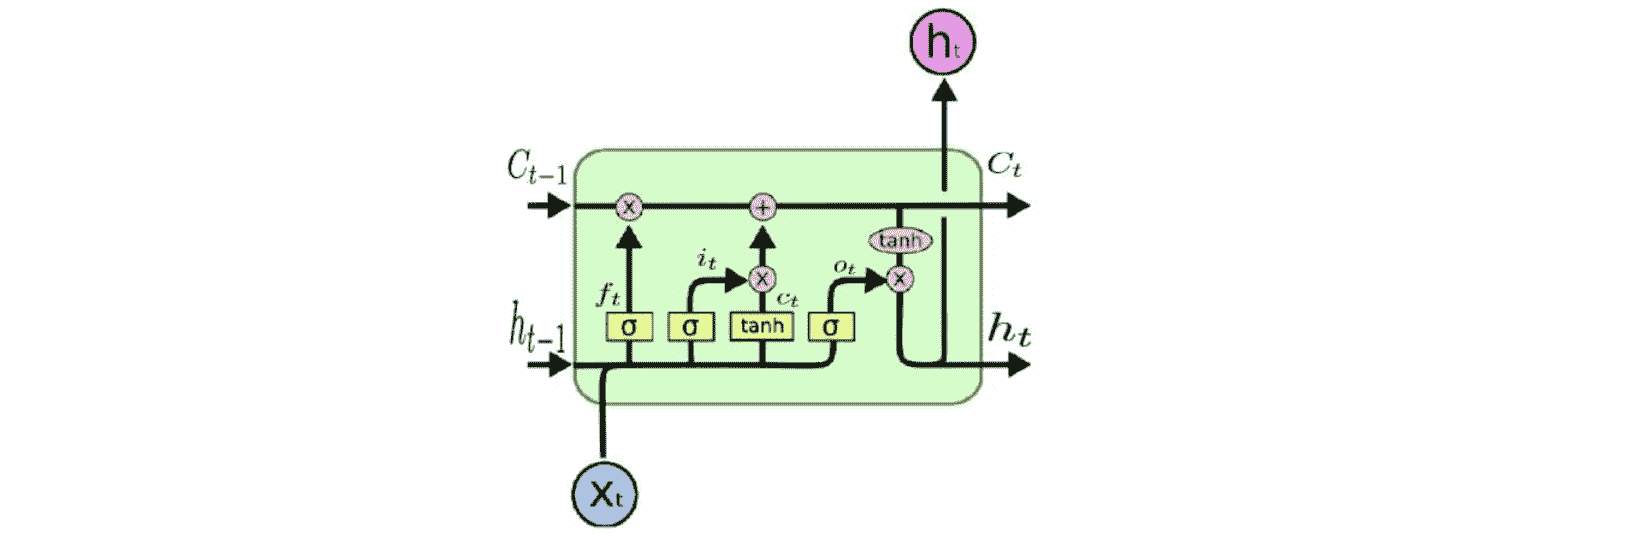 h_t
C_{t-1}
C_t
x
+
tanh
i_t
x
o_t
x
f_t
c_t
h_{t-1}
σ
σ
tanh
σ
h_t
x_t